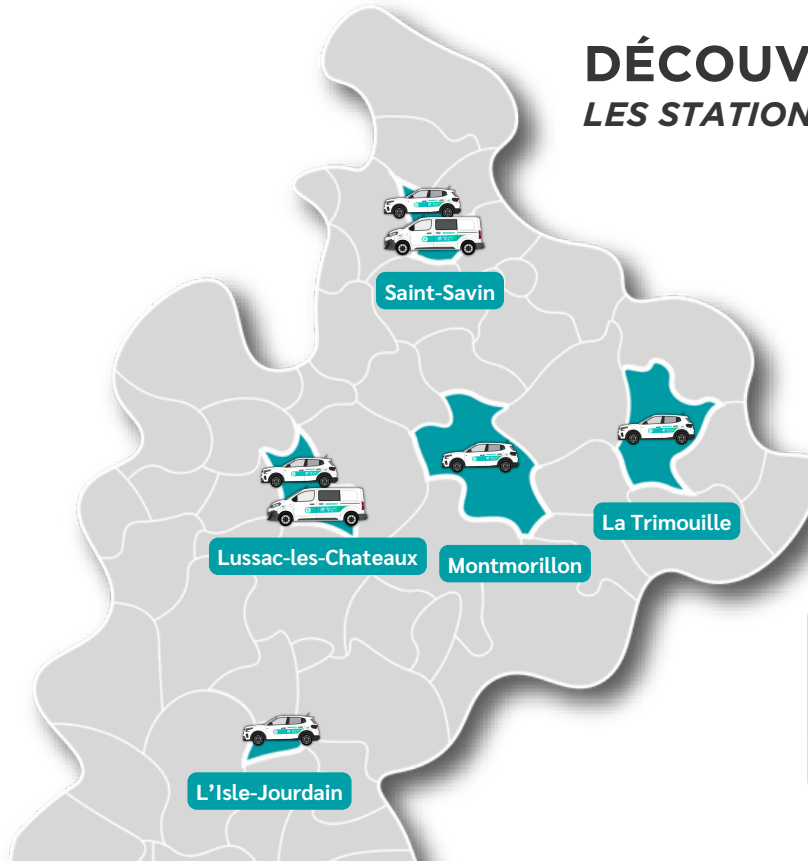 DÉCOUV
LES STATION
Saint-Savin
La Trimouille
Lussac-les-Chateaux
Montmorillon
L'Isle-Jourdain